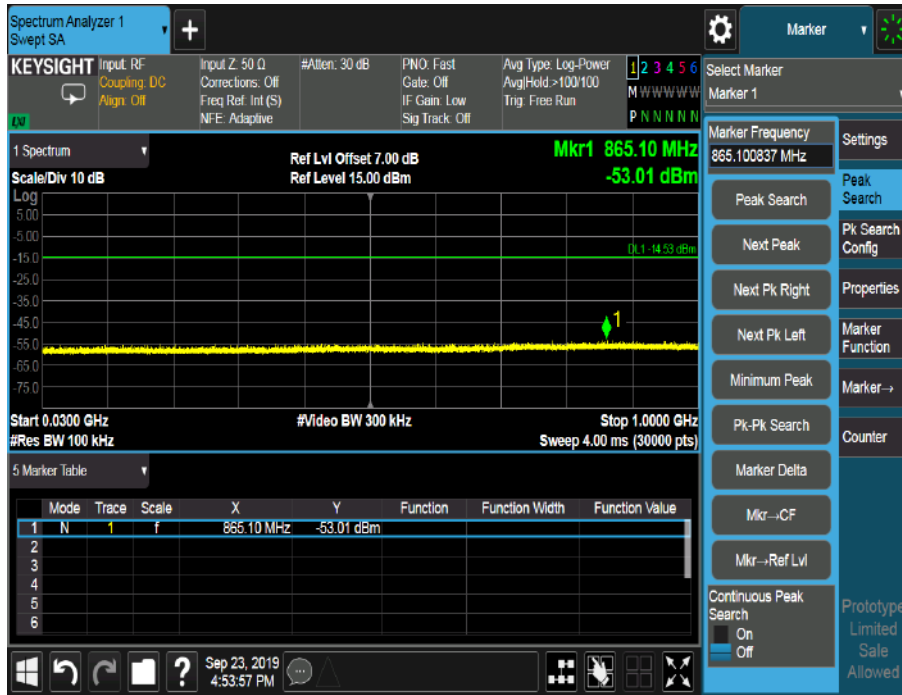 Spectrum Analyzer 1
Swept SA
+
Marker
KEYSIGHT
Input: RF
Coupling: DC
Align: Off
Input Z: 50 Ω
Corrections: Off
Freq Ref: Int (S)
NFE: Adaptive
#Atten: 30 dB
PNO: Fast
Gate: Off
IF Gain: Low
Sig Track: Off
Avg Type: Log-Power
Avg|Hold:>100/100
Trig: Free Run
1 2 3 4 5 6
M W W W W W
P N N N N N
LXI
Select Marker
Marker 1
1 Spectrum
Scale/Div 10 dB
Ref Lvl Offset 7.00 dB
Ref Level 15.00 dBm
Mkr1 865.10 MHz
-53.01 dBm
Log
5.00
-5.00
-15.0
-25.0
-35.0
-45.0
-55.0
-65.0
-75.0
DL1 -14.53 dBm
1
Start 0.0300 GHz
#Res BW 100 kHz
#Video BW 300 kHz
Stop 1.0000 GHz
Sweep 4.00 ms (30000 pts)
5 Marker Table
Mode Trace Scale X Y Function Function Width Function Value
1 N 1 f 865.10 MHz -53.01 dBm
2
3
4
5
6
Marker Frequency
865.100837 MHz
Peak Search
Next Peak
Next Pk Right
Next Pk Left
Minimum Peak
Pk-Pk Search
Marker Delta
Mkr→CF
Mkr→Ref Lvl
Continuous Peak
Search
On
Off
Settings
Peak
Search
Pk Search
Config
Properties
Marker
Function
Marker→
Counter
Prototype
Limited
Sale
Allowed
?
Sep 23, 2019
4:53:57 PM